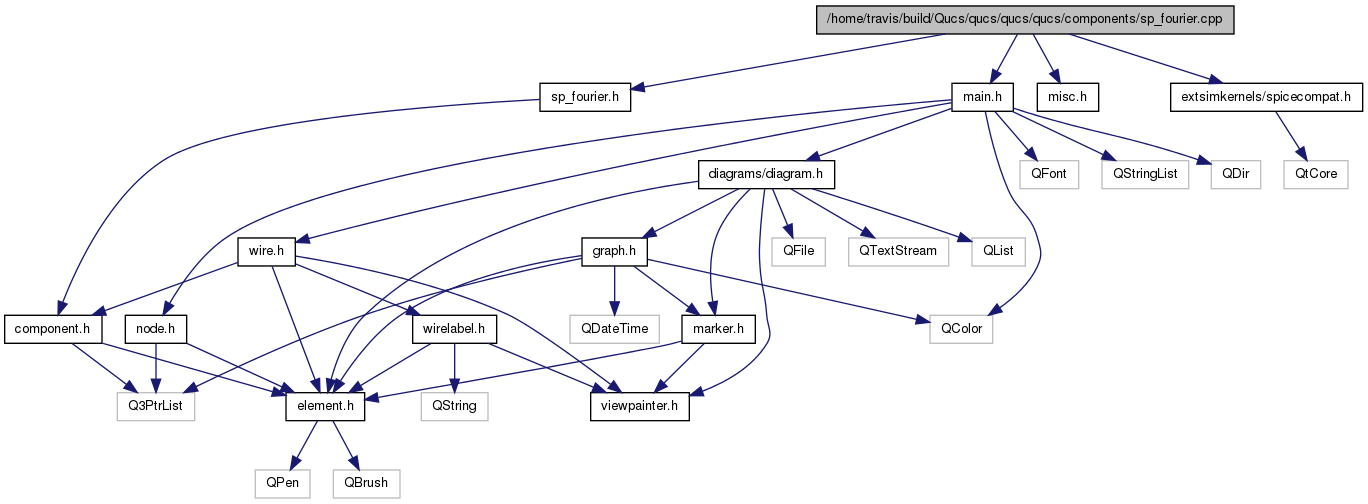 /home/travis/build/Qucs/qucs/qucs/qucs/components/sp_fourier.cpp
sp_fourier.h
main.h
misc.h
extsimkernels/spicecompat.h
diagrams/diagram.h
QFont
QStringList
QDir
QtCore
wire.h
graph.h
QFile
QTextStream
QList
component.h
node.h
wirelabel.h
QDateTime
marker.h
QColor
Q3PtrList
element.h
QString
viewpainter.h
QPen
QBrush